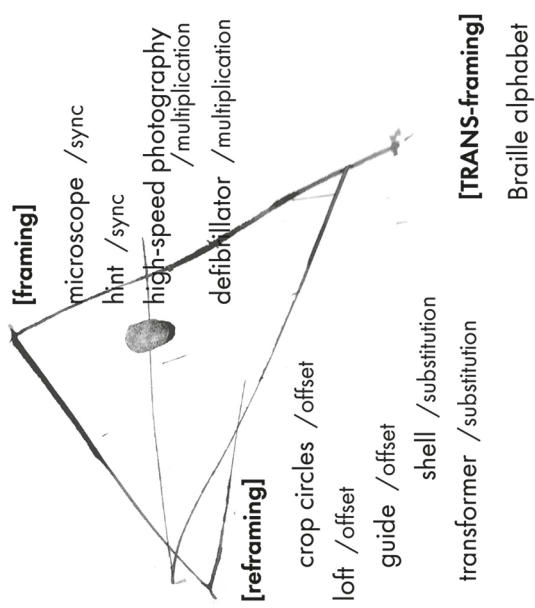 [framing]
microscope /sync
hint /sync
high-speed photography
/multiplication
defibrillator /multiplication
[reframing]
crop circles /offset
loft /offset
guide /offset
shell /substitution
transformer /substitution
[TRANS-framing]
Braille alphabet